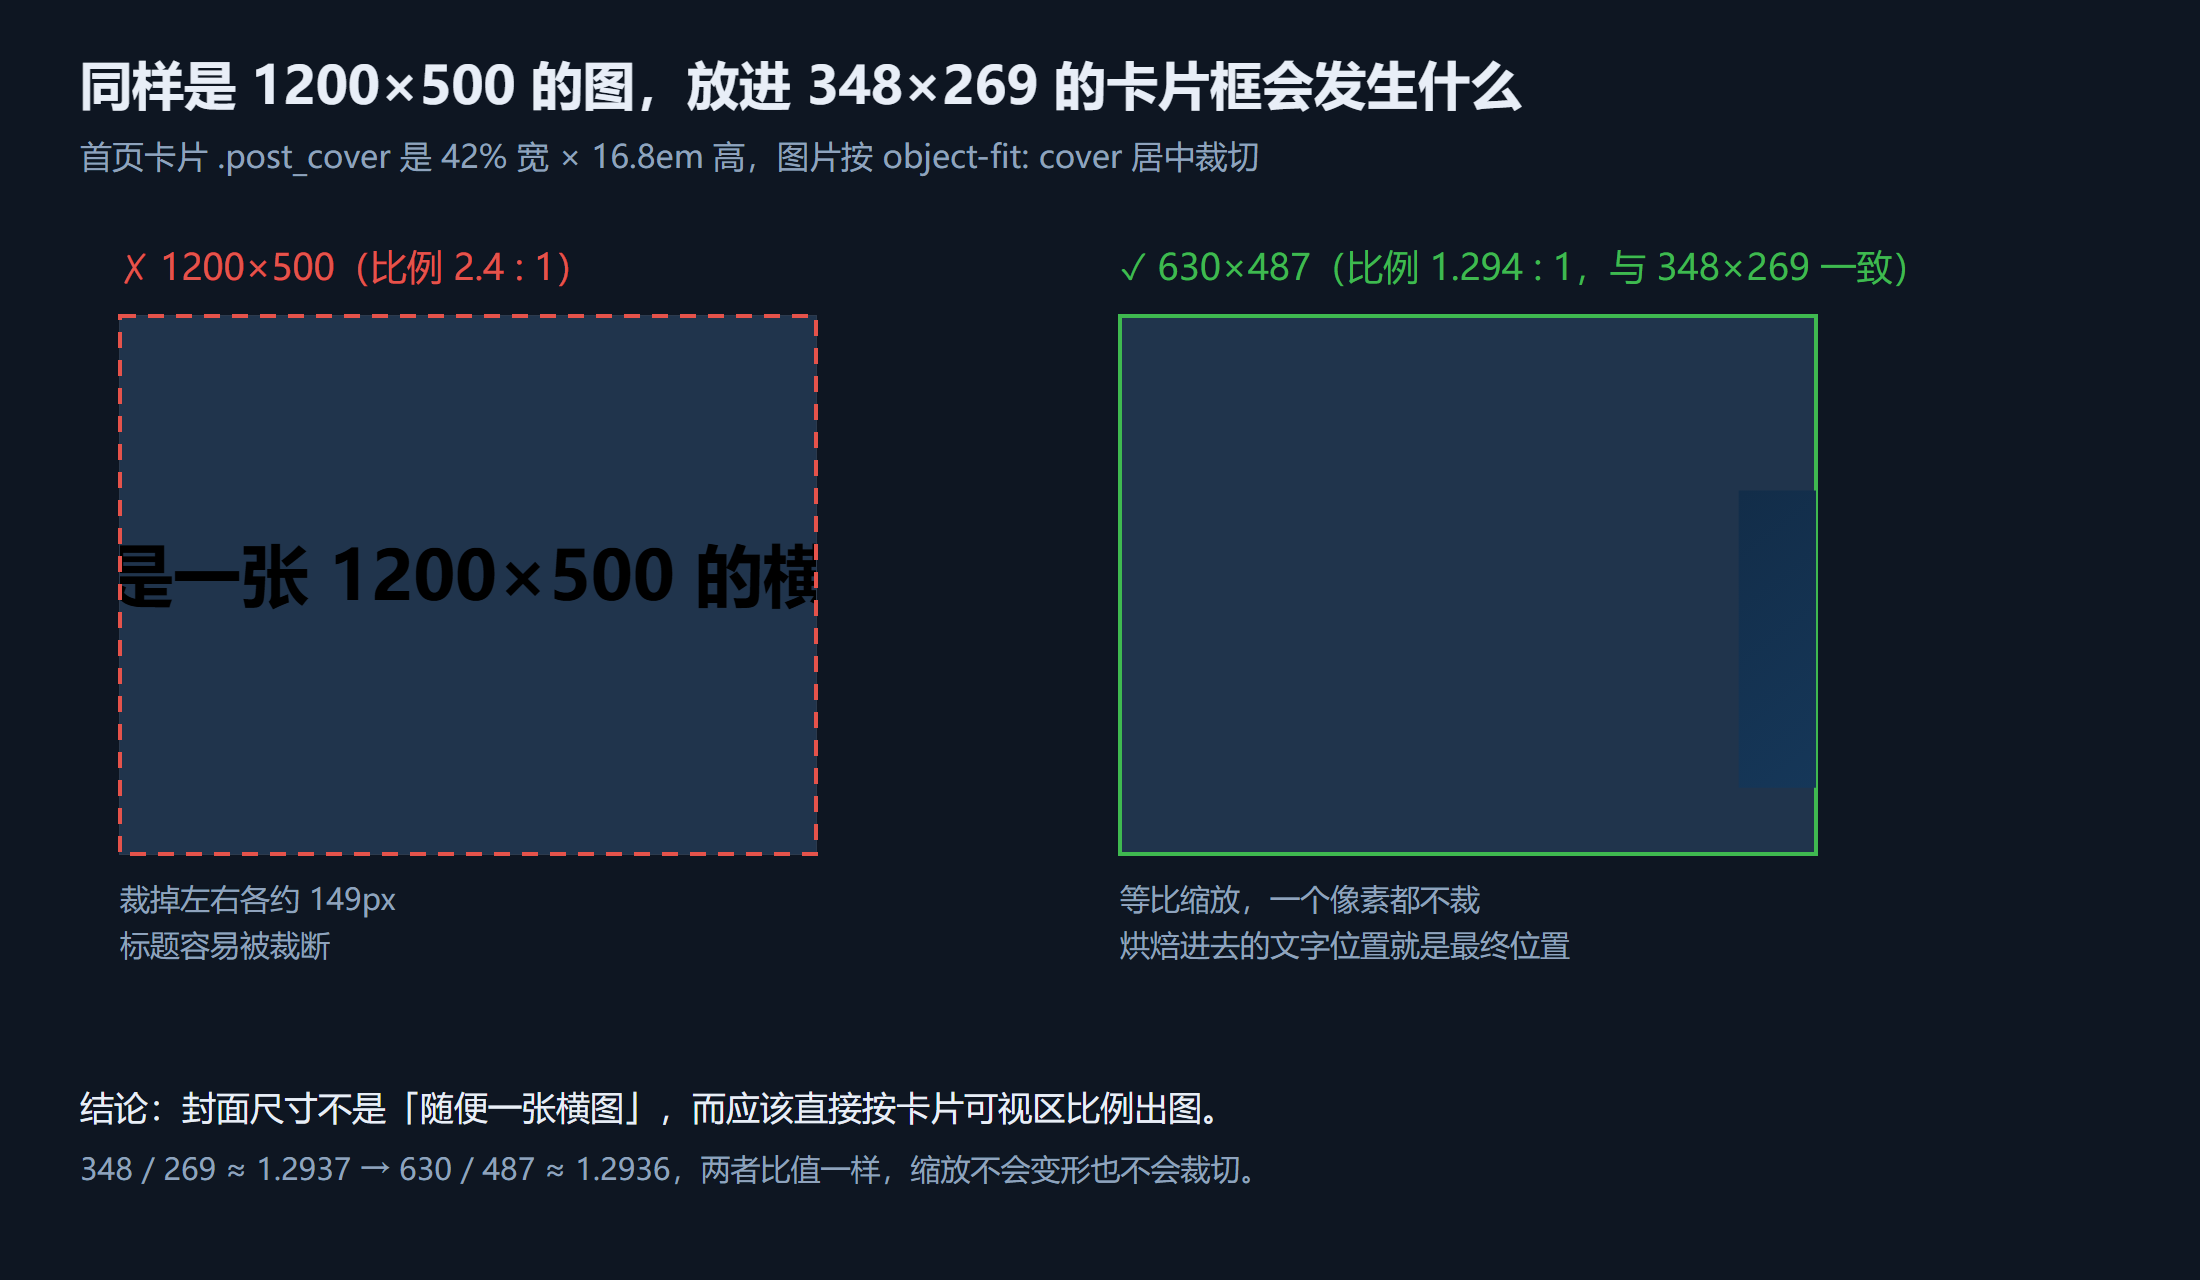 同样是 1200×500 的图，放进 348×269 的卡片框会发生什么
首页卡片 .post_cover 是 42% 宽 × 16.8em 高，图片按 object-fit: cover 居中裁切
✗ 1200×500（比例 2.4 : 1）
✓ 630×487（比例 1.294 : 1，与 348×269 一致）
是一张 1200×500 的横
裁掉左右各约 149px
标题容易被裁断
等比缩放，一个像素都不裁
烘焙进去的文字位置就是最终位置
结论：封面尺寸不是「随便一张横图」，而应该直接按卡片可视区比例出图。
348 / 269 ≈ 1.2937 → 630 / 487 ≈ 1.2936，两者比值一样，缩放不会变形也不会裁切。